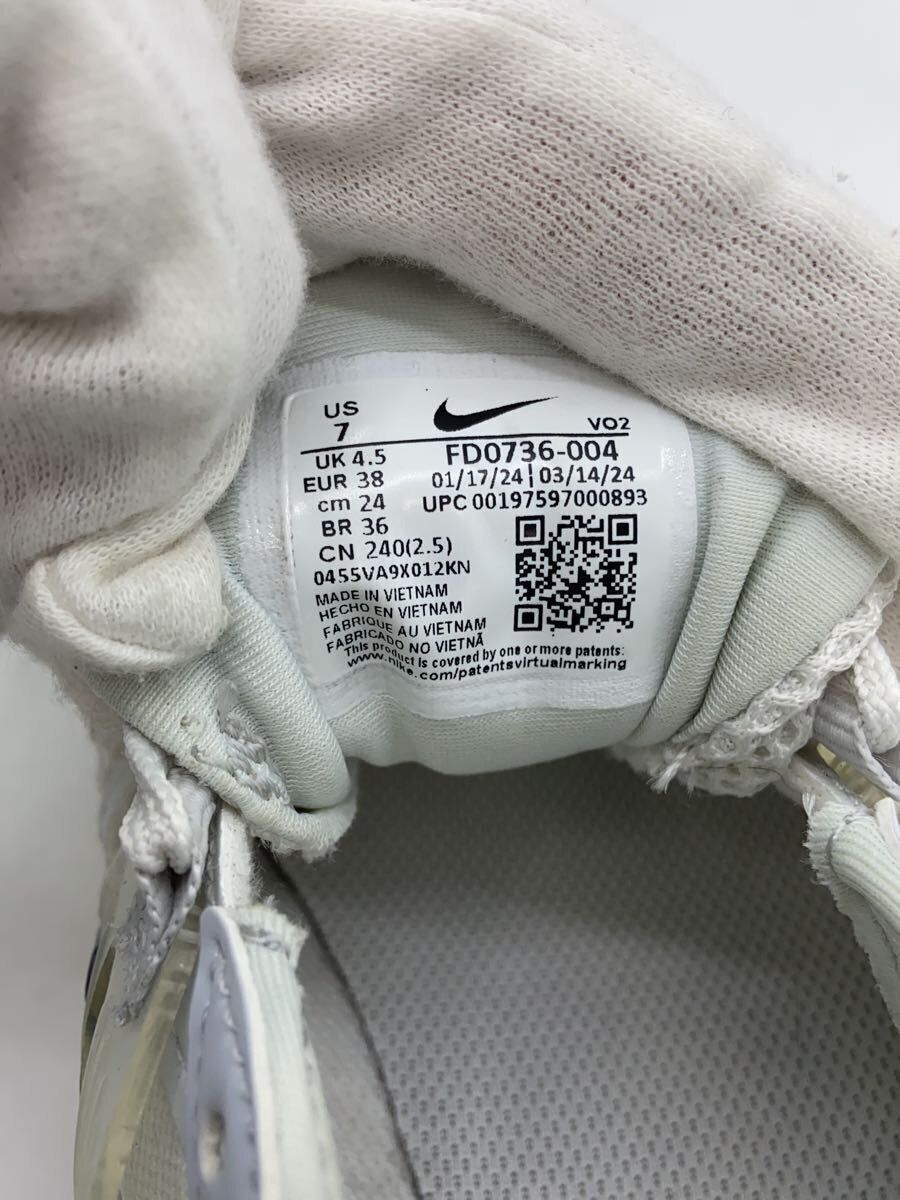 US
7
VO2
UK 4.5
FD0736-004
EUR 38
01/17/24 | 03/14/24
cm 24
UPC 00197597000893
BR 36
CN 240(2.5)
0455VA9X012KN
MADE IN VIETNAM
HECHO EN VIETNAM
FABRIQUE AU VIETNAM
FABRICADO NO VIETNÃ
This product is covered by one or more patents:
www.nike.com/patentsvirtualmarking